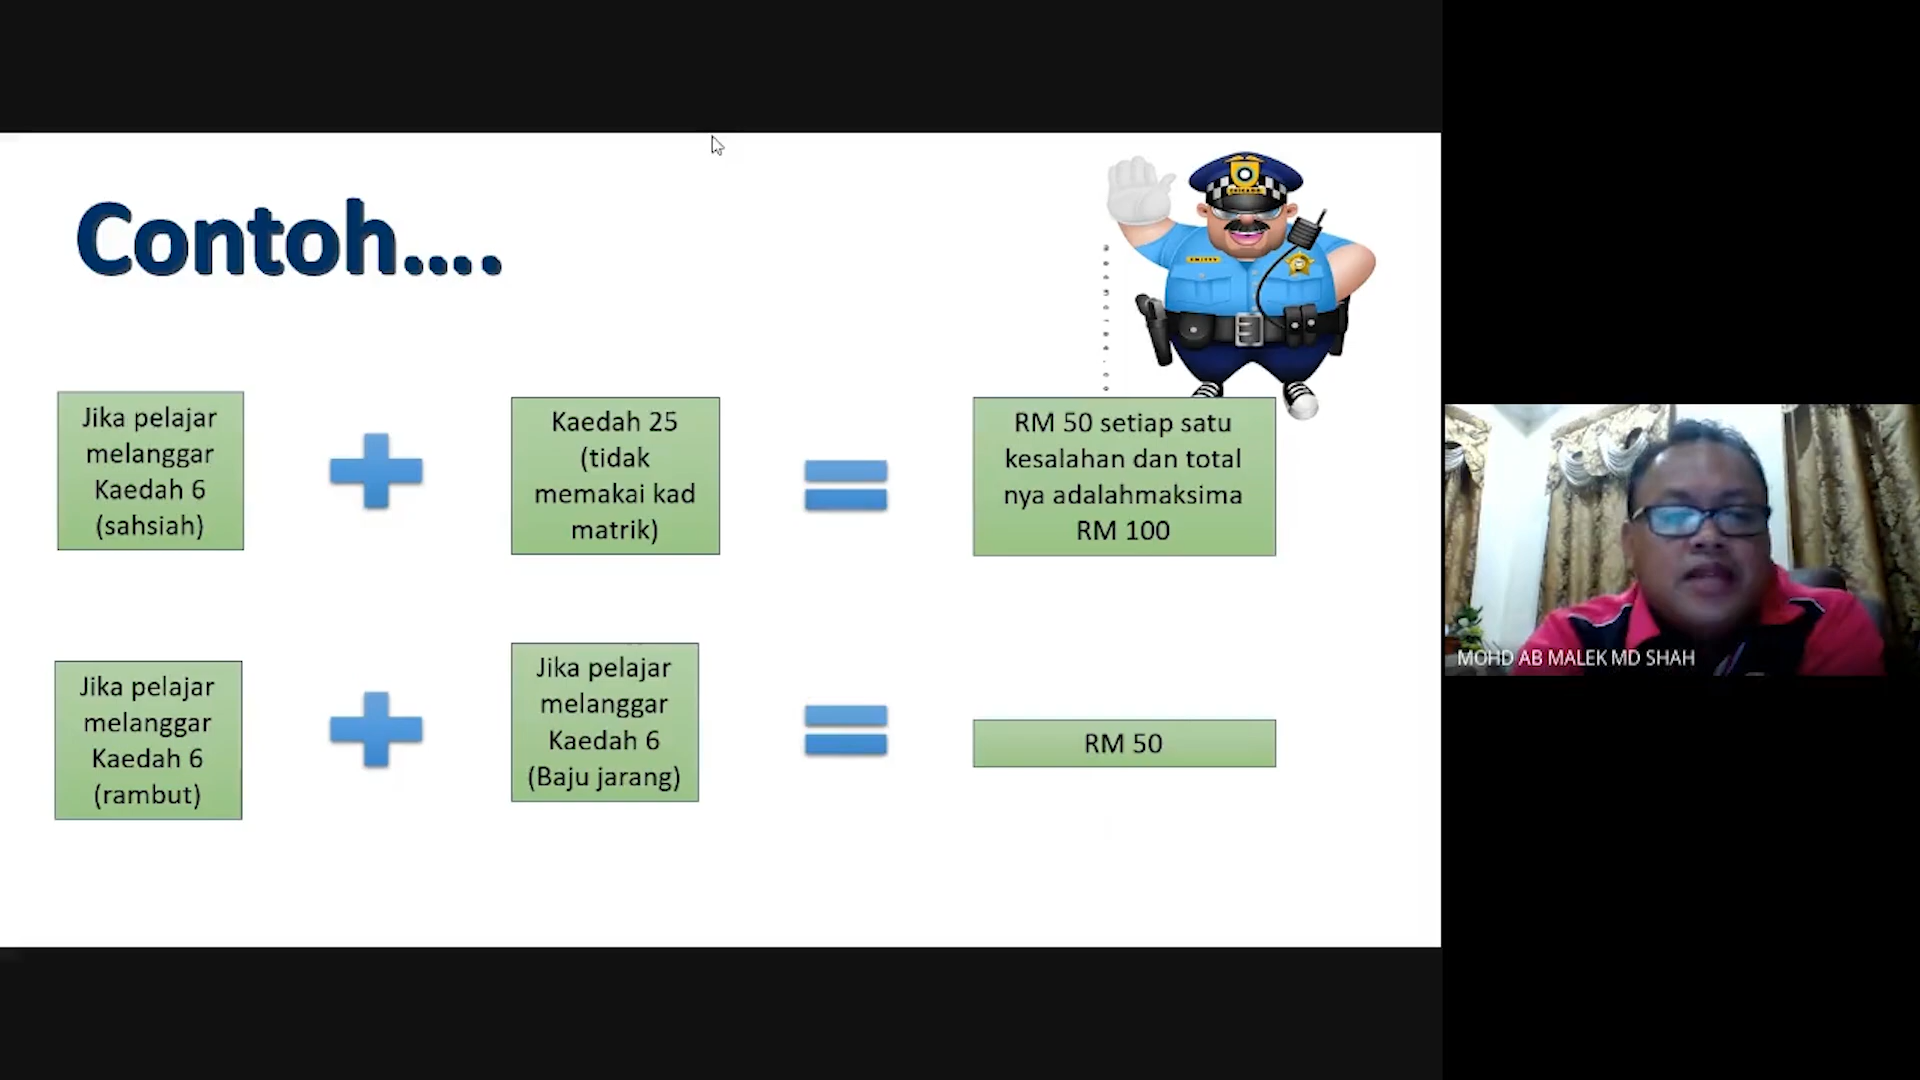 Contoh....
Jika pelajar
melanggar
Kaedah 6
(sahsiah)
Kaedah 25
(tidak
memakai kad
matrik)
RM 50 setiap satu
kesalahan dan total
nya adalahmaksima
RM 100
Jika pelajar
melanggar
Kaedah 6
(rambut)
Jika pelajar
melanggar
Kaedah 6
(Baju jarang)
RM 50
MOHD AB MALEK MD SHAH